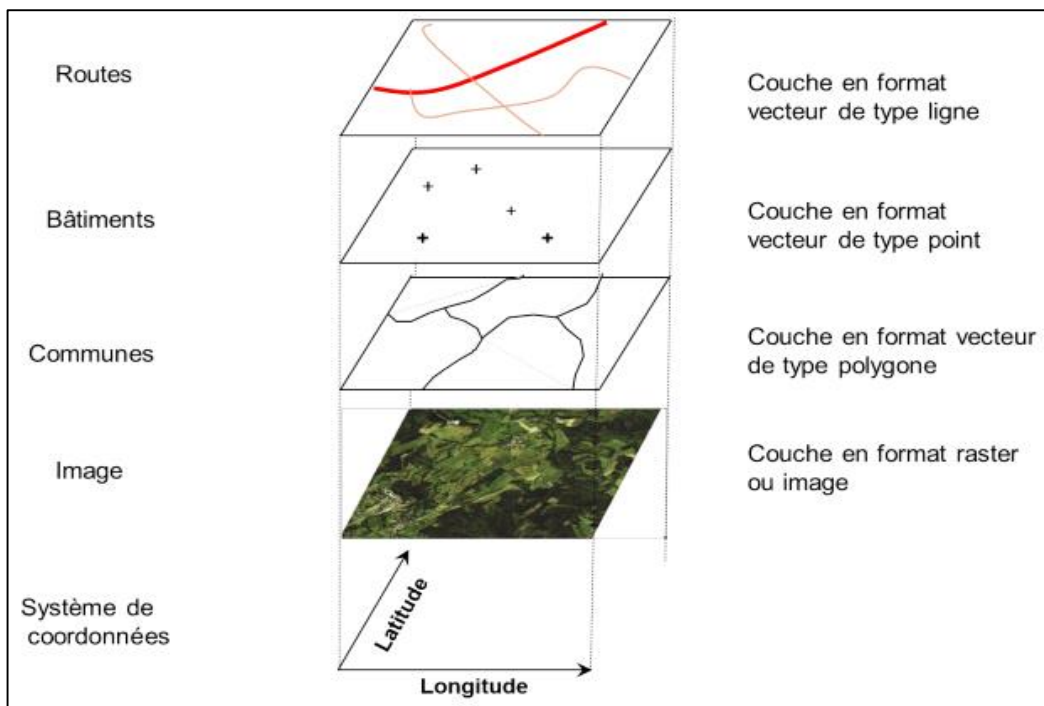 Routes
Couche en format
vecteur de type ligne
Bâtiments
Couche en format
vecteur de type point
Communes
Couche en format vecteur
de type polygone
Image
Couche en format raster
ou image
Système de
coordonnées
Latitude
Longitude